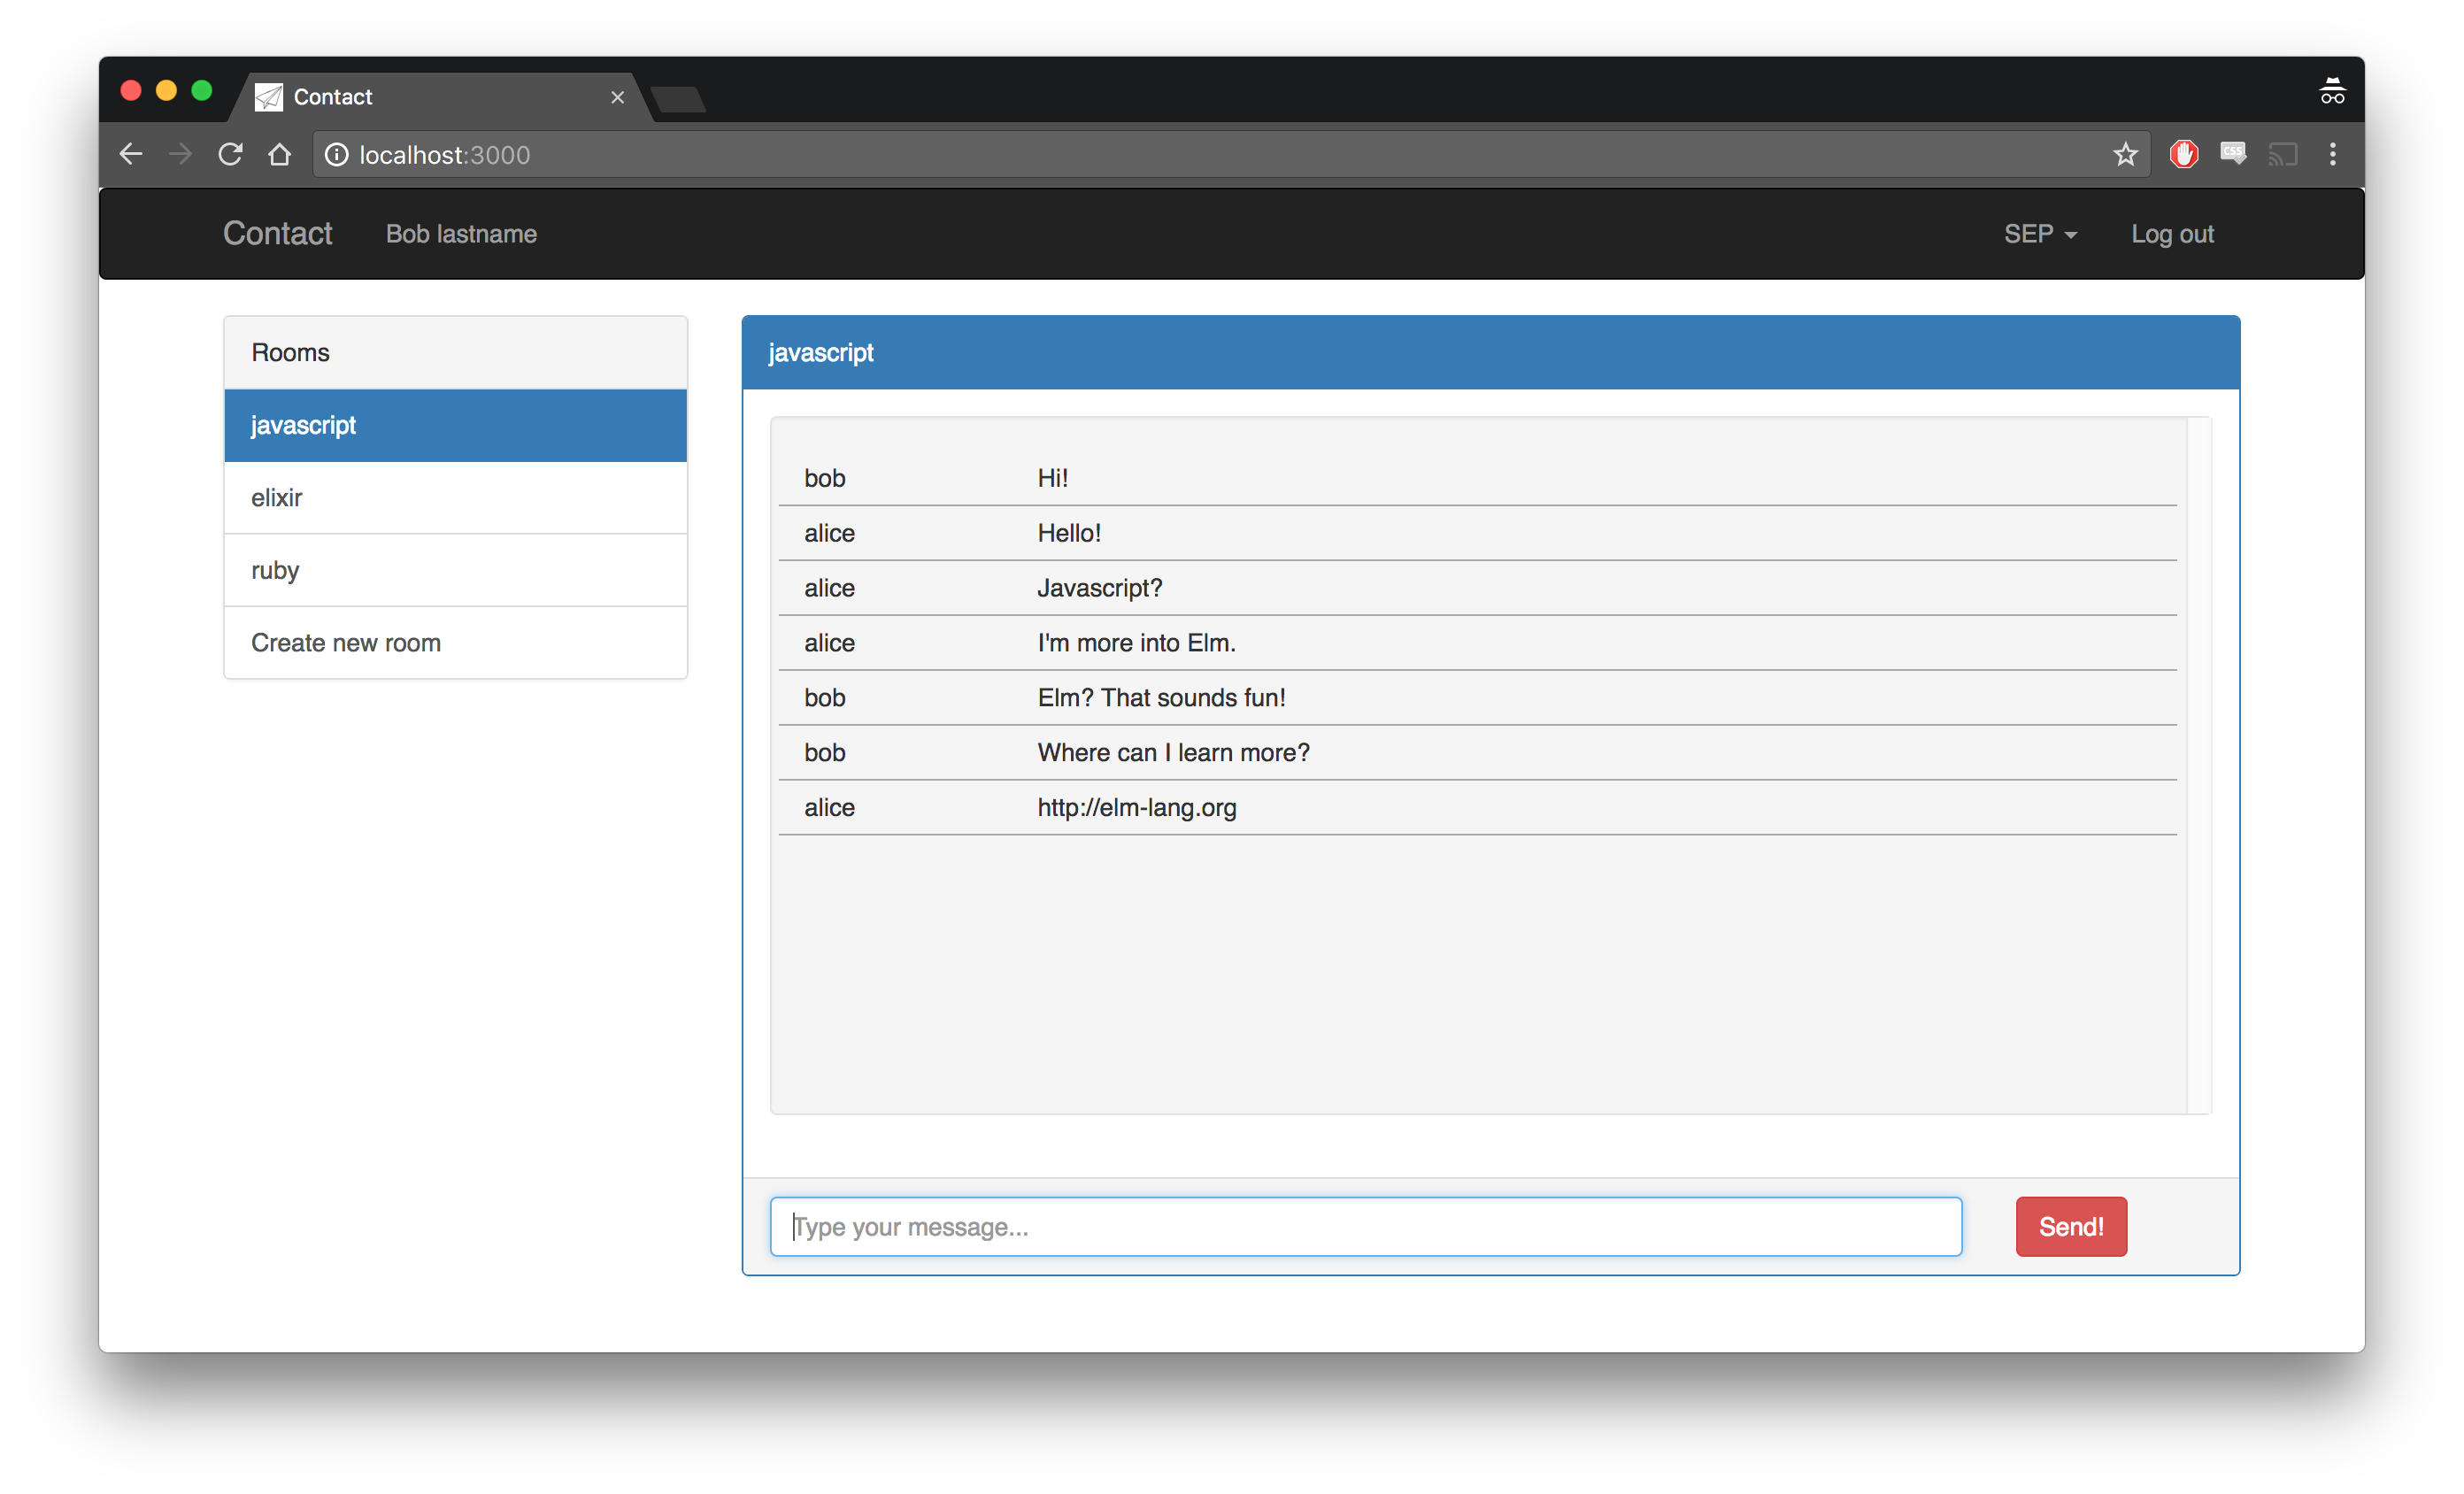 Contact
localhost:3000
CSS
Contact Bob lastname SEP Log out
Rooms
javascript
elixir
ruby
Create new room
javascript
bob Hi!
alice Hello!
alice Javascript?
alice I'm more into Elm.
bob Elm? That sounds fun!
bob Where can I learn more?
alice http://elm-lang.org
Type your message...
Send!